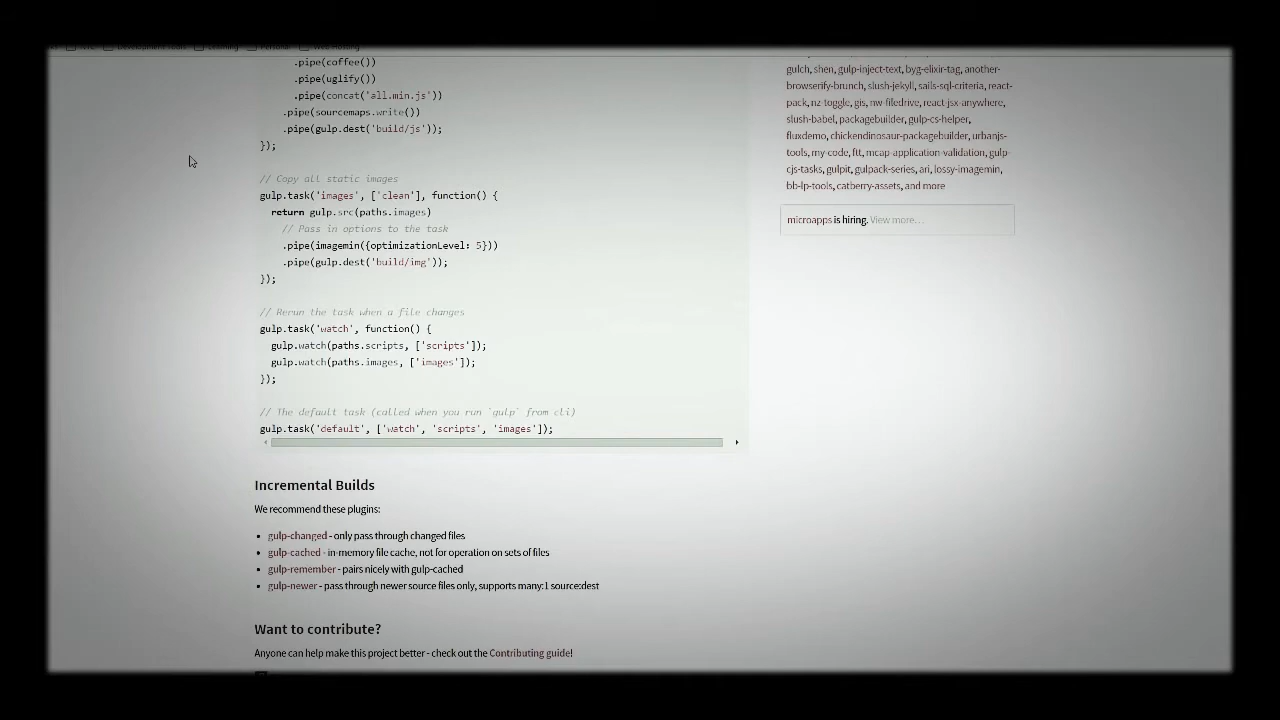 Development Tools Learning Personal Web Hosting
.pipe(coffee())
.pipe(uglify())
.pipe(concat('all.min.js'))
.pipe(sourcemaps.write())
.pipe(gulp.dest('build/js'));
});
// Copy all static images
gulp.task('images', ['clean'], function() {
return gulp.src(paths.images)
// Pass in options to the task
.pipe(imagemin({optimizationLevel: 5}))
.pipe(gulp.dest('build/img'));
});
// Rerun the task when a file changes
gulp.task('watch', function() {
gulp.watch(paths.scripts, ['scripts']);
gulp.watch(paths.images, ['images']);
});
// The default task (called when you run `gulp` from cli)
gulp.task('default', ['watch', 'scripts', 'images']);
Incremental Builds
We recommend these plugins:
• gulp-changed - only pass through changed files
• gulp-cached - in-memory file cache, not for operation on sets of files
• gulp-remember - pairs nicely with gulp-cached
• gulp-newer - pass through newer source files only, supports many:1 source:dest
Want to contribute?
Anyone can help make this project better - check out the Contributing guide!
gulch, shen, gulp-inject-text, byg-elixir-tag, another-
browserify-brunch, slush-jekyll, sails-sql-criteria, react-
pack, nz-toggle, gis, nw-filedrive, react-jsx-anywhere,
slush-babel, packagebuilder, gulp-cs-helper,
fluxdemo, chickendinosaur-packagebuilder, urbanjs-
tools, my-code, ftt, mcap-application-validation, gulp-
cjs-tasks, gulpit, gulpack-series, ari, lossy-imagemin,
bb-lp-tools, catberry-assets, and more
microapps is hiring. View more…